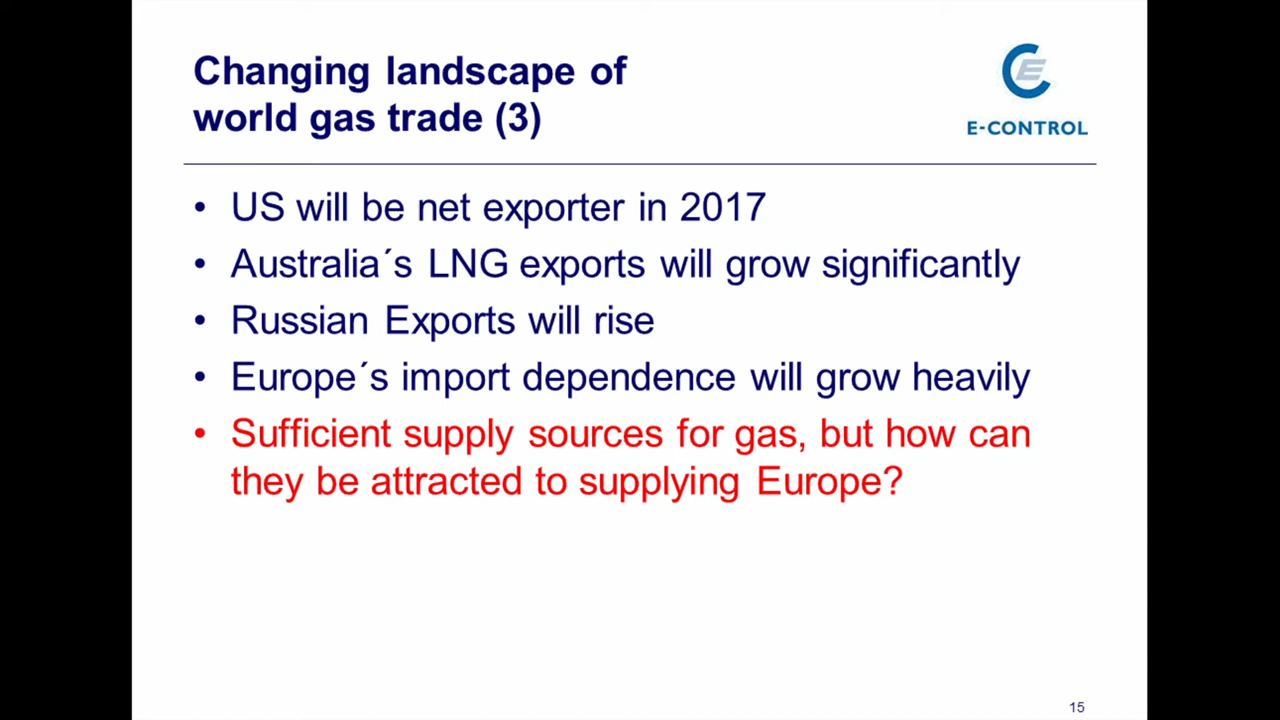 Changing landscape of
world gas trade (3)
E-CONTROL
• US will be net exporter in 2017
• Australia´s LNG exports will grow significantly
• Russian Exports will rise
• Europe´s import dependence will grow heavily
• Sufficient supply sources for gas, but how can
they be attracted to supplying Europe?
15